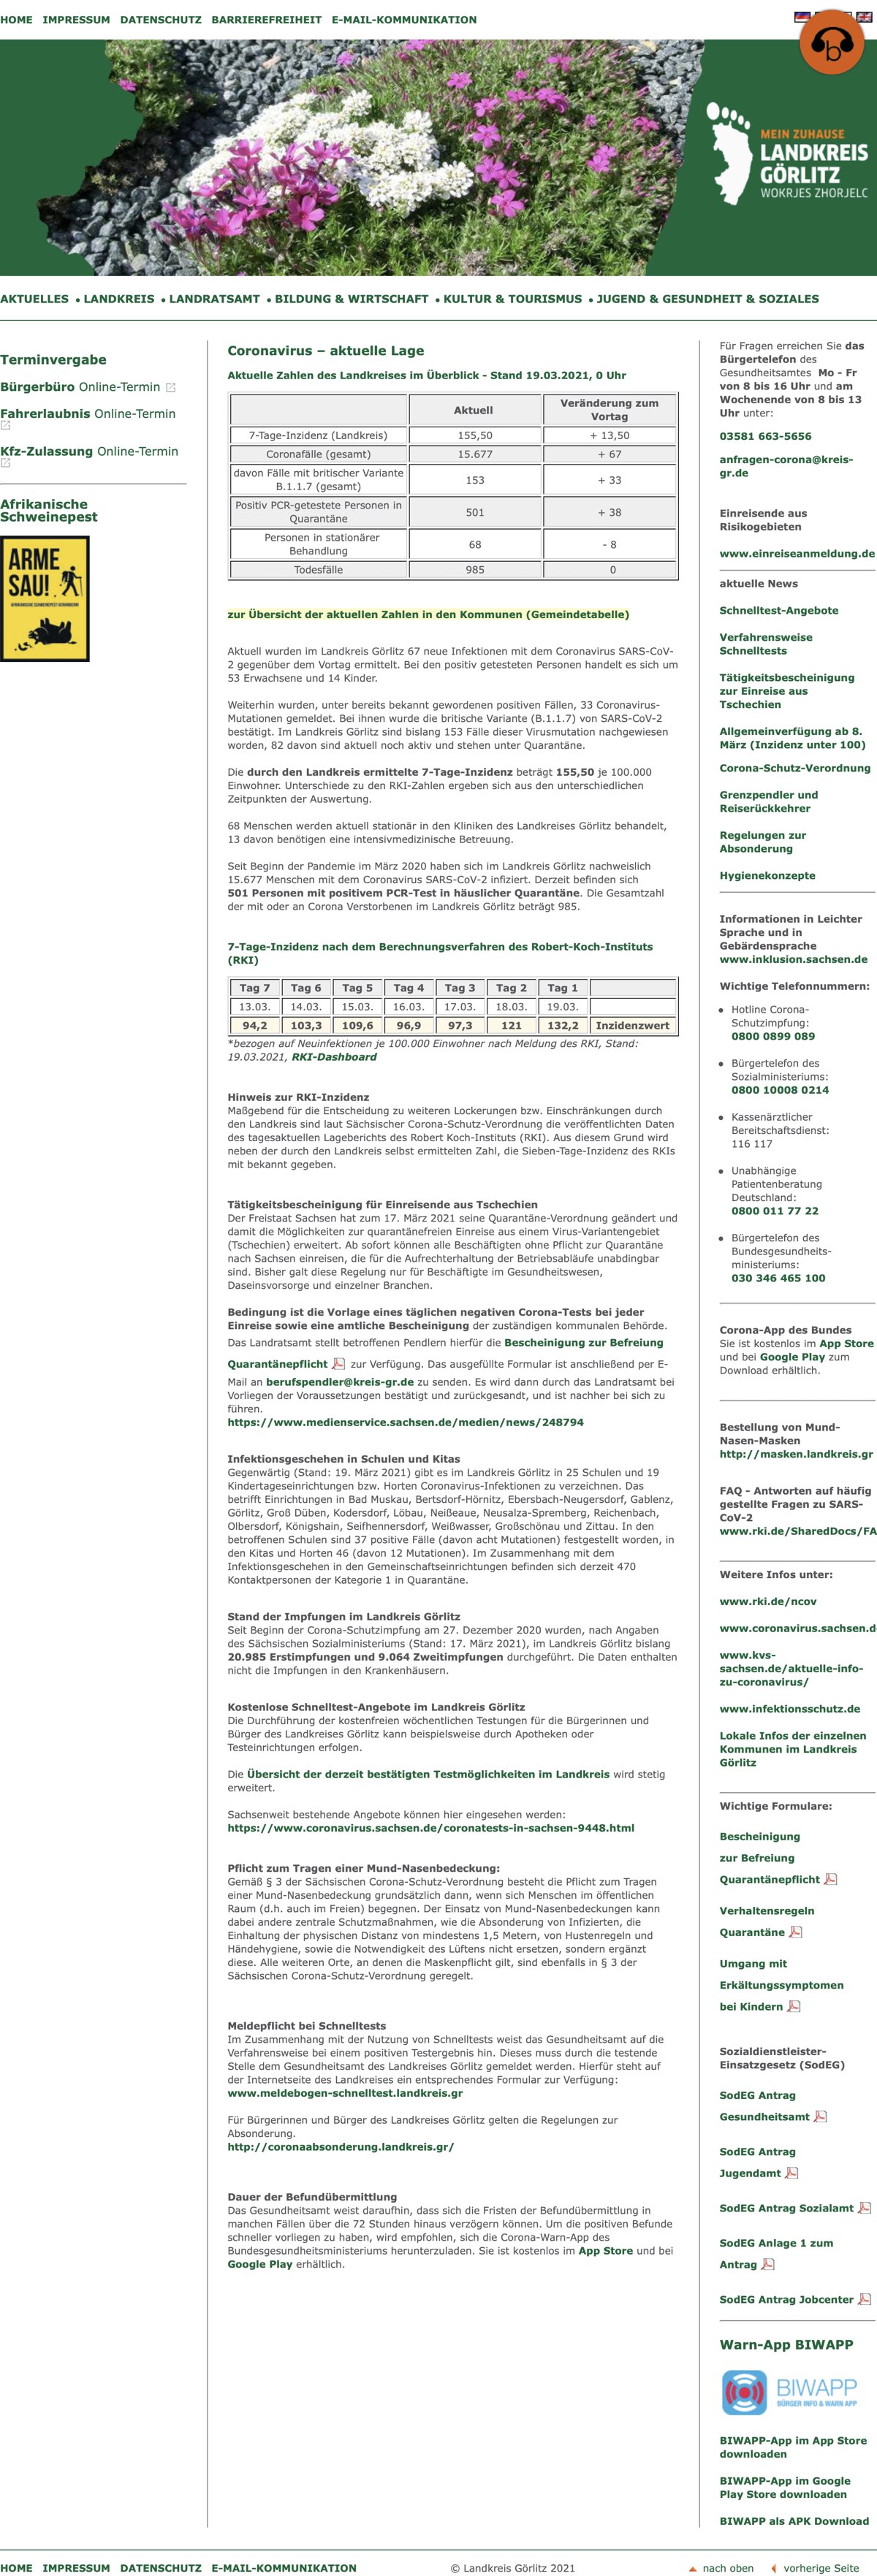 HOME IMPRESSUM DATENSCHUTZ BARRIEREFREIHEIT E-MAIL-KOMMUNIKATION
MEIN ZUHAUSE
LANDKREIS
GÖRLITZ
WOKRJES ZHORJELC
AKTUELLES • LANDKREIS • LANDRATSAMT • BILDUNG & WIRTSCHAFT • KULTUR & TOURISMUS • JUGEND & GESUNDHEIT & SOZIALES
Terminvergabe
Bürgerbüro Online-Termin
Fahrerlaubnis Online-Termin
Kfz-Zulassung Online-Termin
Afrikanische
Schweinepest
ARME
SAU!
Coronavirus – aktuelle Lage
Aktuelle Zahlen des Landkreises im Überblick - Stand 19.03.2021, 0 Uhr
Aktuell Veränderung zum
Vortag
7-Tage-Inzidenz (Landkreis) 155,50 + 13,50
Coronafälle (gesamt) 15.677 + 67
davon Fälle mit britischer Variante
B.1.1.7 (gesamt) 153 + 33
Positiv PCR-getestete Personen in
Quarantäne 501 + 38
Personen in stationärer
Behandlung 68 - 8
Todesfälle 985 0
zur Übersicht der aktuellen Zahlen in den Kommunen (Gemeindetabelle)
Aktuell wurden im Landkreis Görlitz 67 neue Infektionen mit dem Coronavirus SARS-CoV-
2 gegenüber dem Vortag ermittelt. Bei den positiv getesteten Personen handelt es sich um
53 Erwachsene und 14 Kinder.
Weiterhin wurden, unter bereits bekannt gewordenen positiven Fällen, 33 Coronavirus-
Mutationen gemeldet. Bei ihnen wurde die britische Variante (B.1.1.7) von SARS-CoV-2
bestätigt. Im Landkreis Görlitz sind bislang 153 Fälle dieser Virusmutation nachgewiesen
worden, 82 davon sind aktuell noch aktiv und stehen unter Quarantäne.
Die durch den Landkreis ermittelte 7-Tage-Inzidenz beträgt 155,50 je 100.000
Einwohner. Unterschiede zu den RKI-Zahlen ergeben sich aus den unterschiedlichen
Zeitpunkten der Auswertung.
68 Menschen werden aktuell stationär in den Kliniken des Landkreises Görlitz behandelt,
13 davon benötigen eine intensivmedizinische Betreuung.
Seit Beginn der Pandemie im März 2020 haben sich im Landkreis Görlitz nachweislich
15.677 Menschen mit dem Coronavirus SARS-CoV-2 infiziert. Derzeit befinden sich
501 Personen mit positivem PCR-Test in häuslicher Quarantäne. Die Gesamtzahl
der mit oder an Corona Verstorbenen im Landkreis Görlitz beträgt 985.
7-Tage-Inzidenz nach dem Berechnungsverfahren des Robert-Koch-Instituts
(RKI)
Tag 7 Tag 6 Tag 5 Tag 4 Tag 3 Tag 2 Tag 1
13.03. 14.03. 15.03. 16.03. 17.03. 18.03. 19.03.
94,2 103,3 109,6 96,9 97,3 121 132,2 Inzidenzwert
*bezogen auf Neuinfektionen je 100.000 Einwohner nach Meldung des RKI, Stand:
19.03.2021, RKI-Dashboard
Hinweis zur RKI-Inzidenz
Maßgebend für die Entscheidung zu weiteren Lockerungen bzw. Einschränkungen durch
den Landkreis sind laut Sächsischer Corona-Schutz-Verordnung die veröffentlichten Daten
des tagesaktuellen Lageberichts des Robert Koch-Instituts (RKI). Aus diesem Grund wird
neben der durch den Landkreis selbst ermittelten Zahl, die Sieben-Tage-Inzidenz des RKIs
mit bekannt gegeben.
Tätigkeitsbescheinigung für Einreisende aus Tschechien
Der Freistaat Sachsen hat zum 17. März 2021 seine Quarantäne-Verordnung geändert und
damit die Möglichkeiten zur quarantänefreien Einreise aus einem Virus-Variantengebiet
(Tschechien) erweitert. Ab sofort können alle Beschäftigten ohne Pflicht zur Quarantäne
nach Sachsen einreisen, die für die Aufrechterhaltung der Betriebsabläufe unabdingbar
sind. Bisher galt diese Regelung nur für Beschäftigte im Gesundheitswesen,
Daseinsvorsorge und einzelner Branchen.
Bedingung ist die Vorlage eines täglichen negativen Corona-Tests bei jeder
Einreise sowie eine amtliche Bescheinigung der zuständigen kommunalen Behörde.
Das Landratsamt stellt betroffenen Pendlern hierfür die Bescheinigung zur Befreiung
Quarantänepflicht zur Verfügung. Das ausgefüllte Formular ist anschließend per E-
Mail an berufspendler@kreis-gr.de zu senden. Es wird dann durch das Landratsamt bei
Vorliegen der Voraussetzungen bestätigt und zurückgesandt, und ist nachher bei sich zu
führen.
https://www.medienservice.sachsen.de/medien/news/248794
Infektionsgeschehen in Schulen und Kitas
Gegenwärtig (Stand: 19. März 2021) gibt es im Landkreis Görlitz in 25 Schulen und 19
Kindertageseinrichtungen bzw. Horten Coronavirus-Infektionen zu verzeichnen. Das
betrifft Einrichtungen in Bad Muskau, Bertsdorf-Hörnitz, Ebersbach-Neugersdorf, Gablenz,
Görlitz, Groß Düben, Kodersdorf, Löbau, Neißeaue, Neusalza-Spremberg, Reichenbach,
Olbersdorf, Königshain, Seifhennersdorf, Weißwasser, Großschönau und Zittau. In den
betroffenen Schulen sind 37 positive Fälle (davon acht Mutationen) festgestellt worden, in
den Kitas und Horten 46 (davon 12 Mutationen). Im Zusammenhang mit dem
Infektionsgeschehen in den Gemeinschaftseinrichtungen befinden sich derzeit 470
Kontaktpersonen der Kategorie 1 in Quarantäne.
Stand der Impfungen im Landkreis Görlitz
Seit Beginn der Corona-Schutzimpfung am 27. Dezember 2020 wurden, nach Angaben
des Sächsischen Sozialministeriums (Stand: 17. März 2021), im Landkreis Görlitz bislang
20.985 Erstimpfungen und 9.064 Zweitimpfungen durchgeführt. Die Daten enthalten
nicht die Impfungen in den Krankenhäusern.
Kostenlose Schnelltest-Angebote im Landkreis Görlitz
Die Durchführung der kostenfreien wöchentlichen Testungen für die Bürgerinnen und
Bürger des Landkreises Görlitz kann beispielsweise durch Apotheken oder
Testeinrichtungen erfolgen.
Die Übersicht der derzeit bestätigten Testmöglichkeiten im Landkreis wird stetig
erweitert.
Sachsenweit bestehende Angebote können hier eingesehen werden:
https://www.coronavirus.sachsen.de/coronatests-in-sachsen-9448.html
Pflicht zum Tragen einer Mund-Nasenbedeckung:
Gemäß § 3 der Sächsischen Corona-Schutz-Verordnung besteht die Pflicht zum Tragen
einer Mund-Nasenbedeckung grundsätzlich dann, wenn sich Menschen im öffentlichen
Raum (d.h. auch im Freien) begegnen. Der Einsatz von Mund-Nasenbedeckungen kann
dabei andere zentrale Schutzmaßnahmen, wie die Absonderung von Infizierten, die
Einhaltung der physischen Distanz von mindestens 1,5 Metern, von Hustenregeln und
Händehygiene, sowie die Notwendigkeit des Lüftens nicht ersetzen, sondern ergänzt
diese. Alle weiteren Orte, an denen die Maskenpflicht gilt, sind ebenfalls in § 3 der
Sächsischen Corona-Schutz-Verordnung geregelt.
Meldepflicht bei Schnelltests
Im Zusammenhang mit der Nutzung von Schnelltests weist das Gesundheitsamt auf die
Verfahrensweise bei einem positiven Testergebnis hin. Dieses muss durch die testende
Stelle dem Gesundheitsamt des Landkreises Görlitz gemeldet werden. Hierfür steht auf
der Internetseite des Landkreises ein entsprechendes Formular zur Verfügung:
www.meldebogen-schnelltest.landkreis.gr
Für Bürgerinnen und Bürger des Landkreises Görlitz gelten die Regelungen zur
Absonderung.
http://coronaabsonderung.landkreis.gr/
Dauer der Befundübermittlung
Das Gesundheitsamt weist daraufhin, dass sich die Fristen der Befundübermittlung in
manchen Fällen über die 72 Stunden hinaus verzögern können. Um die positiven Befunde
schneller vorliegen zu haben, wird empfohlen, sich die Corona-Warn-App des
Bundesgesundheitsministeriums herunterzuladen. Sie ist kostenlos im App Store und bei
Google Play erhältlich.
Für Fragen erreichen Sie das
Bürgertelefon des
Gesundheitsamtes Mo - Fr
von 8 bis 16 Uhr und am
Wochenende von 8 bis 13
Uhr unter:
03581 663-5656
anfragen-corona@kreis-
gr.de
Einreisende aus
Risikogebieten
www.einreiseanmeldung.de
aktuelle News
Schnelltest-Angebote
Verfahrensweise
Schnelltests
Tätigkeitsbescheinigung
zur Einreise aus
Tschechien
Allgemeinverfügung ab 8.
März (Inzidenz unter 100)
Corona-Schutz-Verordnung
Grenzpendler und
Reiserückkehrer
Regelungen zur
Absonderung
Hygienekonzepte
Informationen in Leichter
Sprache und in
Gebärdensprache
www.inklusion.sachsen.de
Wichtige Telefonnummern:
• Hotline Corona-
Schutzimpfung:
0800 0899 089
• Bürgertelefon des
Sozialministeriums:
0800 10008 0214
• Kassenärztlicher
Bereitschaftsdienst:
116 117
• Unabhängige
Patientenberatung
Deutschland:
0800 011 77 22
• Bürgertelefon des
Bundesgesundheits-
ministeriums:
030 346 465 100
Corona-App des Bundes
Sie ist kostenlos im App Store
und bei Google Play zum
Download erhältlich.
Bestellung von Mund-
Nasen-Masken
http://masken.landkreis.gr
FAQ - Antworten auf häufig
gestellte Fragen zu SARS-
CoV-2
www.rki.de/SharedDocs/FA
Weitere Infos unter:
www.rki.de/ncov
www.coronavirus.sachsen.d
www.kvs-
sachsen.de/aktuelle-info-
zu-coronavirus/
www.infektionsschutz.de
Lokale Infos der einzelnen
Kommunen im Landkreis
Görlitz
Wichtige Formulare:
Bescheinigung
zur Befreiung
Quarantänepflicht
Verhaltensregeln
Quarantäne
Umgang mit
Erkältungssymptomen
bei Kindern
Sozialdienstleister-
Einsatzgesetz (SodEG)
SodEG Antrag
Gesundheitsamt
SodEG Antrag
Jugendamt
SodEG Antrag Sozialamt
SodEG Anlage 1 zum
Antrag
SodEG Antrag Jobcenter
Warn-App BIWAPP
BIWAPP
BÜRGER INFO & WARN APP
BIWAPP-App im App Store
downloaden
BIWAPP-App im Google
Play Store downloaden
BIWAPP als APK Download
HOME IMPRESSUM DATENSCHUTZ E-MAIL-KOMMUNIKATION
© Landkreis Görlitz 2021
nach oben vorherige Seite